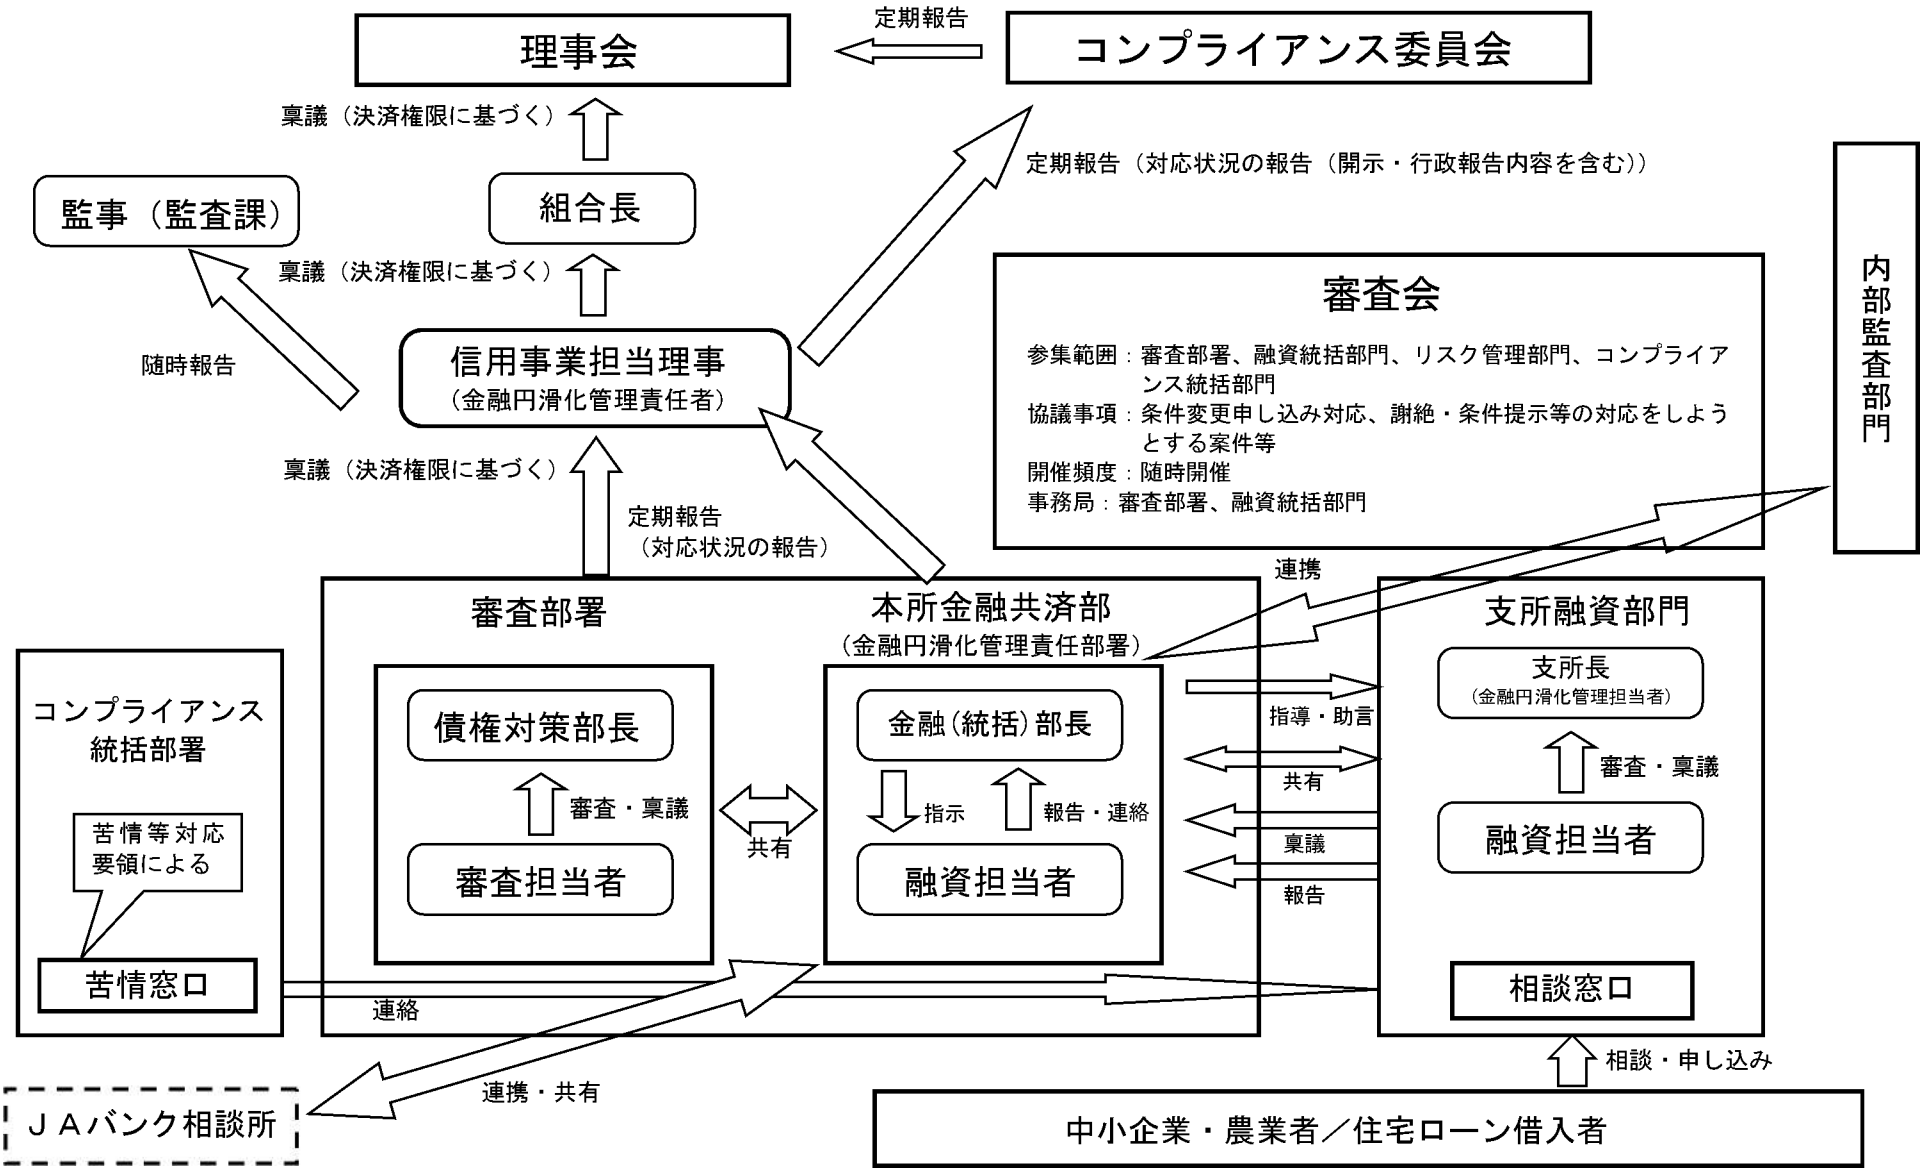 定期報告
理事会
コンプライアンス委員会
稟議（決済権限に基づく）
定期報告（対応状況の報告（開示・行政報告内容を含む））
監事（監査課）
組合長
稟議（決済権限に基づく）
内部監査部門
審査会
参集範囲：審査部署、融資統括部門、リスク管理部門、コンプライア
ンス統括部門
協議事項：条件変更申し込み対応、謝絶・条件提示等の対応をしよう
とする案件等
開催頻度：随時開催
事務局：審査部署、融資統括部門
随時報告
信用事業担当理事
（金融円滑化管理責任者）
稟議（決済権限に基づく）
定期報告
（対応状況の報告）
連携
審査部署
本所金融共済部
（金融円滑化管理責任部署）
支所融資部門
コンプライアンス
統括部署
債権対策部長
金融(統括)部長
支所長
（金融円滑化管理担当者）
指導・助言
共有
審査・稟議
指示
報告・連絡
審査・稟議
苦情等対応
要領による
共有
稟議
報告
審査担当者
融資担当者
融資担当者
苦情窓口
連絡
相談窓口
連携・共有
相談・申し込み
ＪＡバンク相談所
中小企業・農業者／住宅ローン借入者